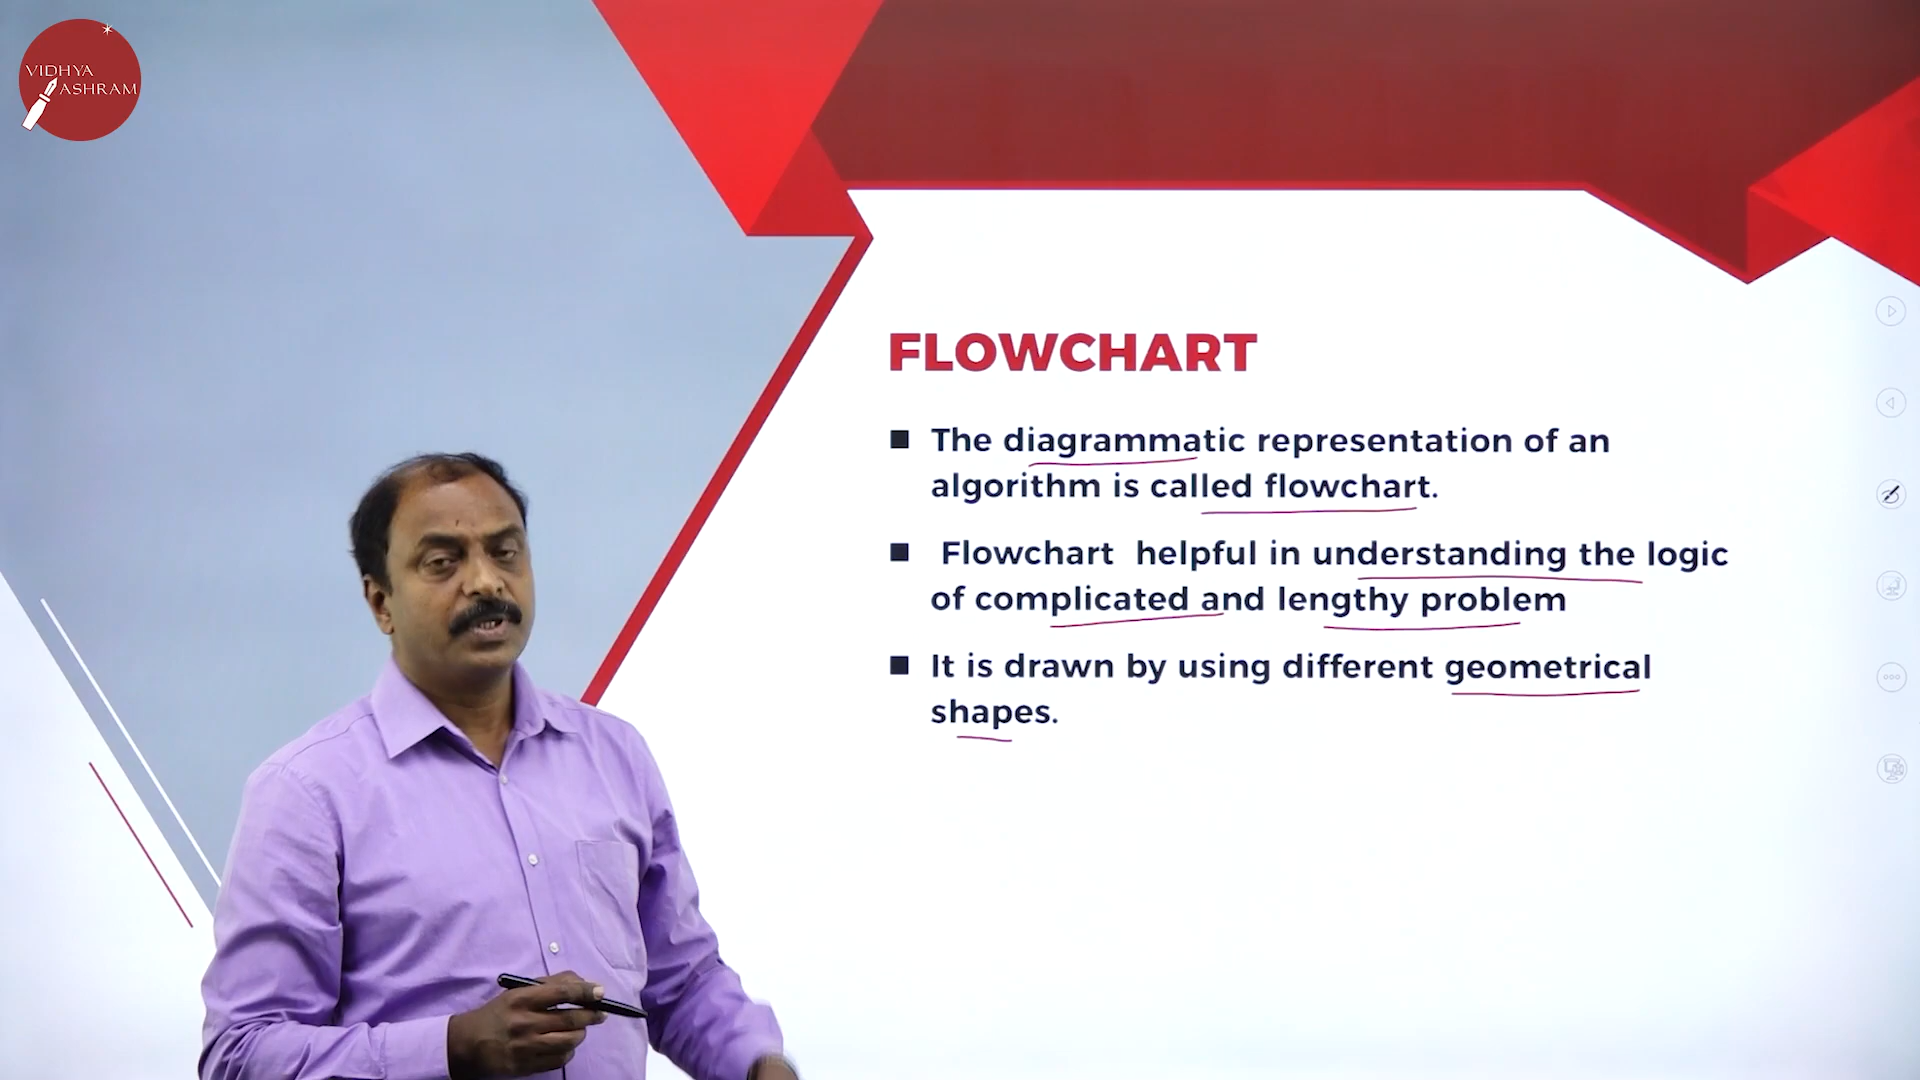 VIDHYA
ASHRAM
FLOWCHART
The diagrammatic representation of an
algorithm is called flowchart.
Flowchart helpful in understanding the logic
of complicated and lengthy problem
It is drawn by using different geometrical
shapes.